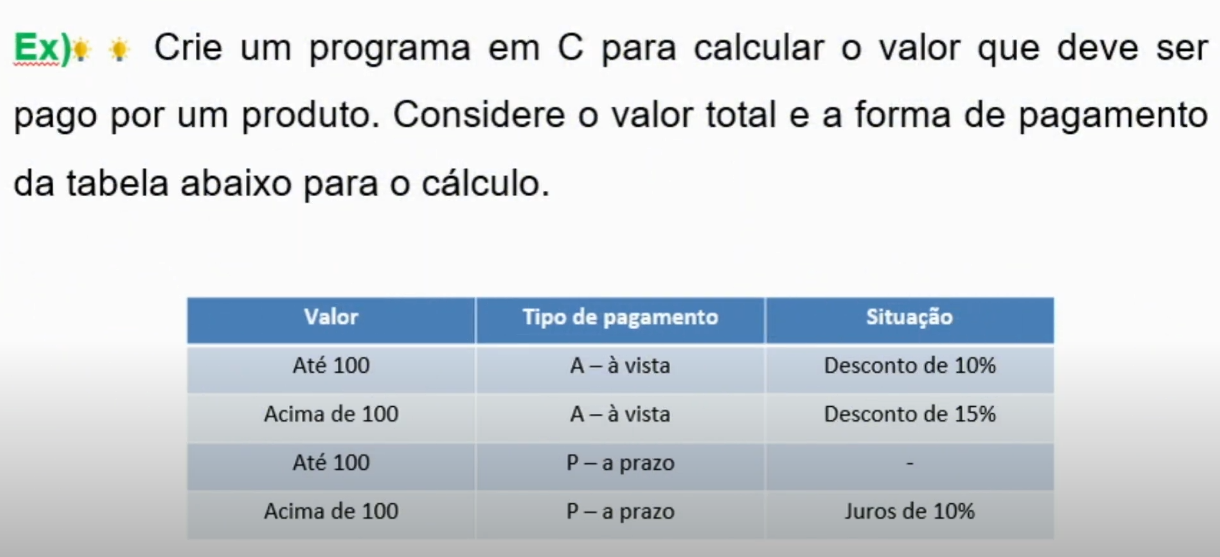 Ex) Crie um programa em C para calcular o valor que deve ser
pago por um produto. Considere o valor total e a forma de pagamento
da tabela abaixo para o cálculo.
Valor Tipo de pagamento Situação
Até 100 A – à vista Desconto de 10%
Acima de 100 A – à vista Desconto de 15%
Até 100 P – a prazo -
Acima de 100 P – a prazo Juros de 10%